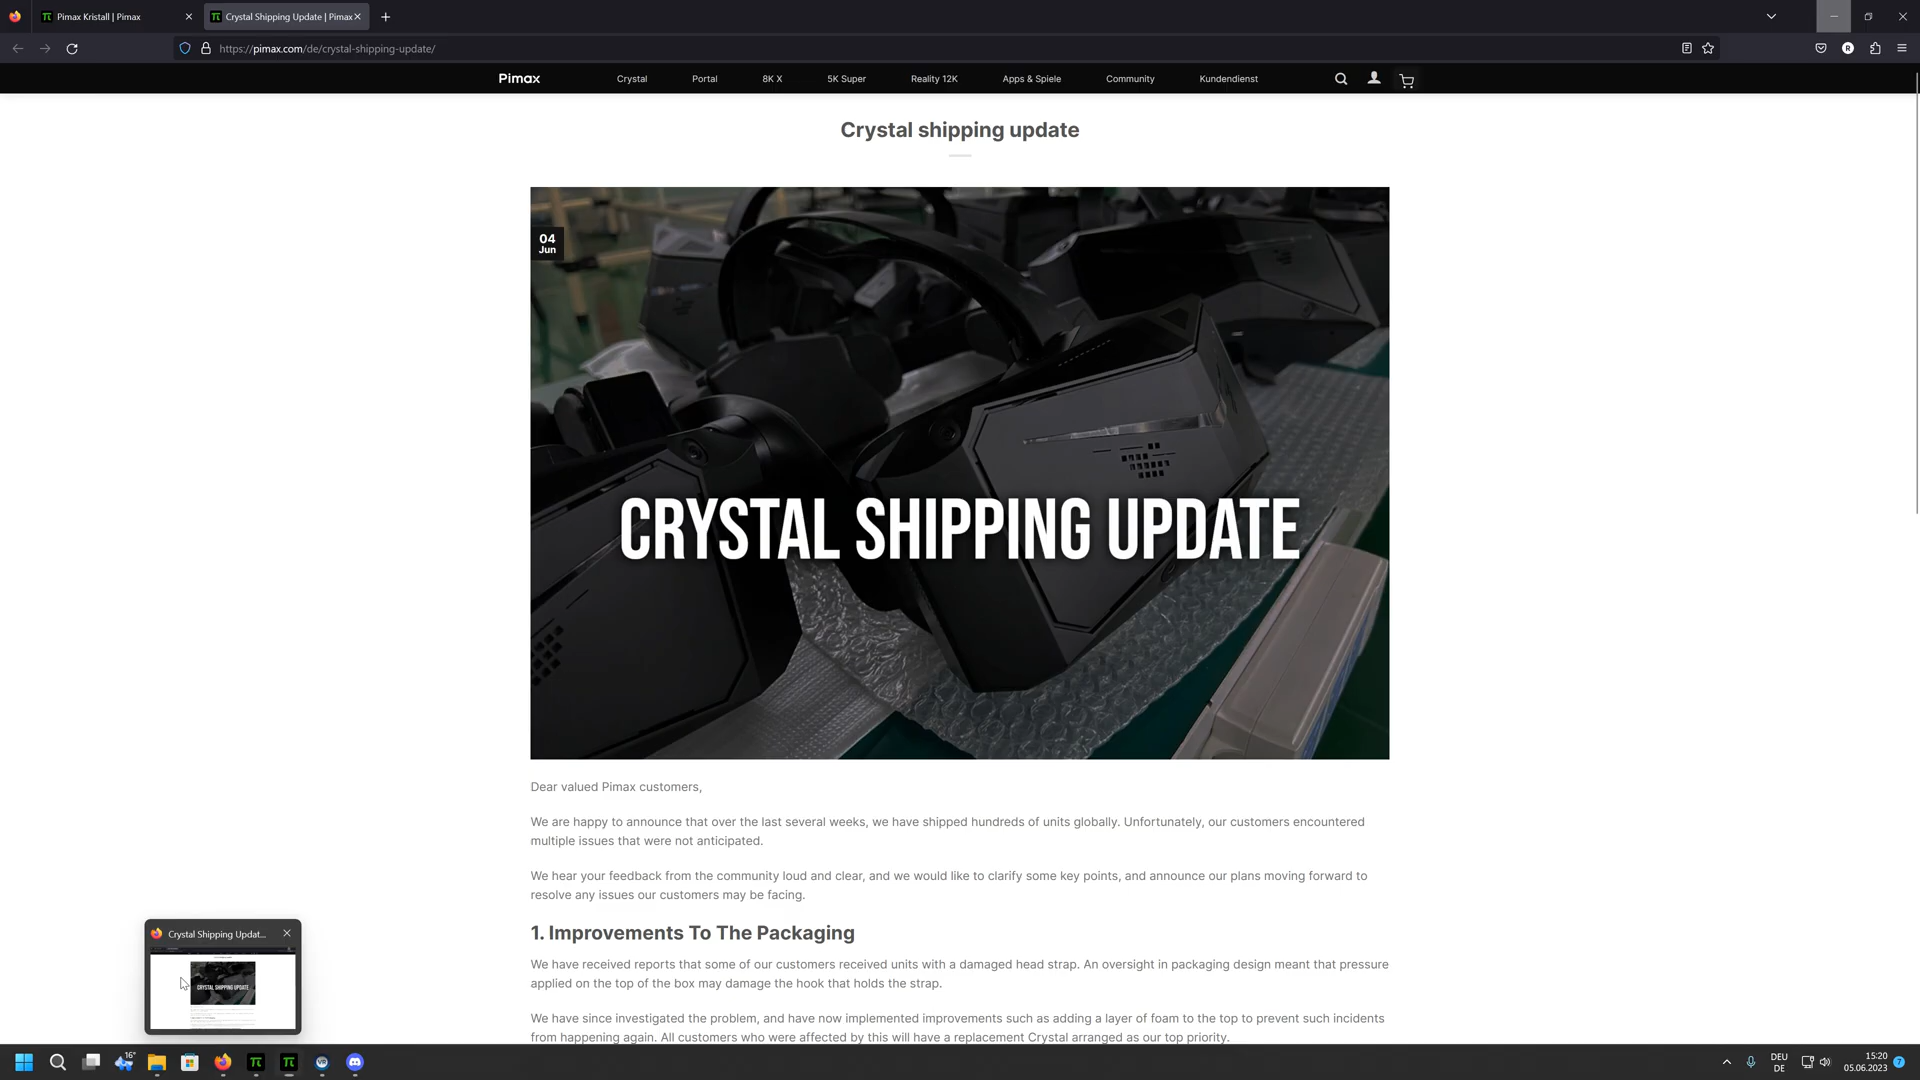 Pimax Kristall | Pimax
Crystal Shipping Update | Pimax
https://pimax.com/de/crystal-shipping-update/
R
Pimax
Crystal
Portal
8K X
5K Super
Reality 12K
Apps & Spiele
Community
Kundendienst
Crystal shipping update
04
Jun
CRYSTAL SHIPPING UPDATE
Dear valued Pimax customers,
We are happy to announce that over the last several weeks, we have shipped hundreds of units globally. Unfortunately, our customers encountered
multiple issues that were not anticipated.
We hear your feedback from the community loud and clear, and we would like to clarify some key points, and announce our plans moving forward to
resolve any issues our customers may be facing.
1. Improvements To The Packaging
We have received reports that some of our customers received units with a damaged head strap. An oversight in packaging design meant that pressure
applied on the top of the box may damage the hook that holds the strap.
We have since investigated the problem, and have now implemented improvements such as adding a layer of foam to the top to prevent such incidents
from happening again. All customers who were affected by this will have a replacement Crystal arranged as our top priority.
Crystal Shipping Updat...
CRYSTAL SHIPPING UPDATE
16°
VR
DEU
DE
15:20
05.06.2023
7